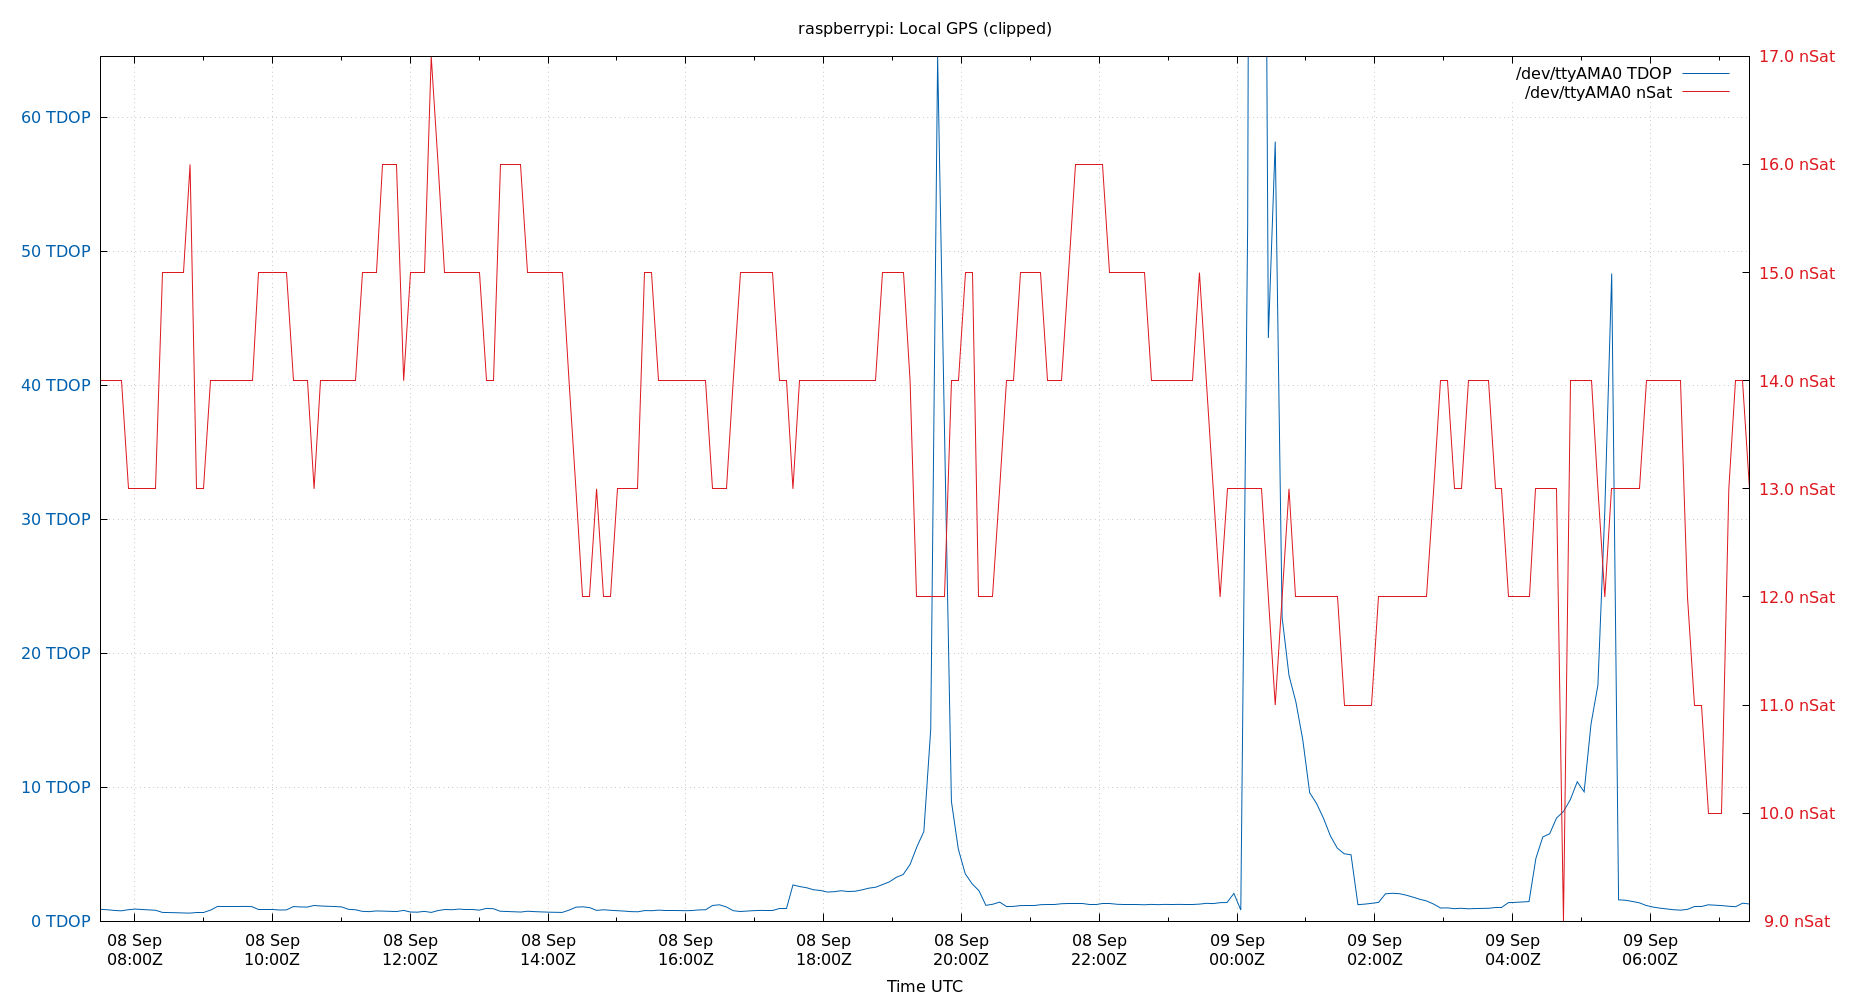 raspberrypi: Local GPS (clipped)
/dev/ttyAMA0 TDOP
/dev/ttyAMA0 nSat
60 TDOP
50 TDOP
40 TDOP
30 TDOP
20 TDOP
10 TDOP
0 TDOP
17.0 nSat
16.0 nSat
15.0 nSat
14.0 nSat
13.0 nSat
12.0 nSat
11.0 nSat
10.0 nSat
9.0 nSat
08 Sep
08:00Z
08 Sep
10:00Z
08 Sep
12:00Z
08 Sep
14:00Z
08 Sep
16:00Z
08 Sep
18:00Z
08 Sep
20:00Z
08 Sep
22:00Z
09 Sep
00:00Z
09 Sep
02:00Z
09 Sep
04:00Z
09 Sep
06:00Z
Time UTC